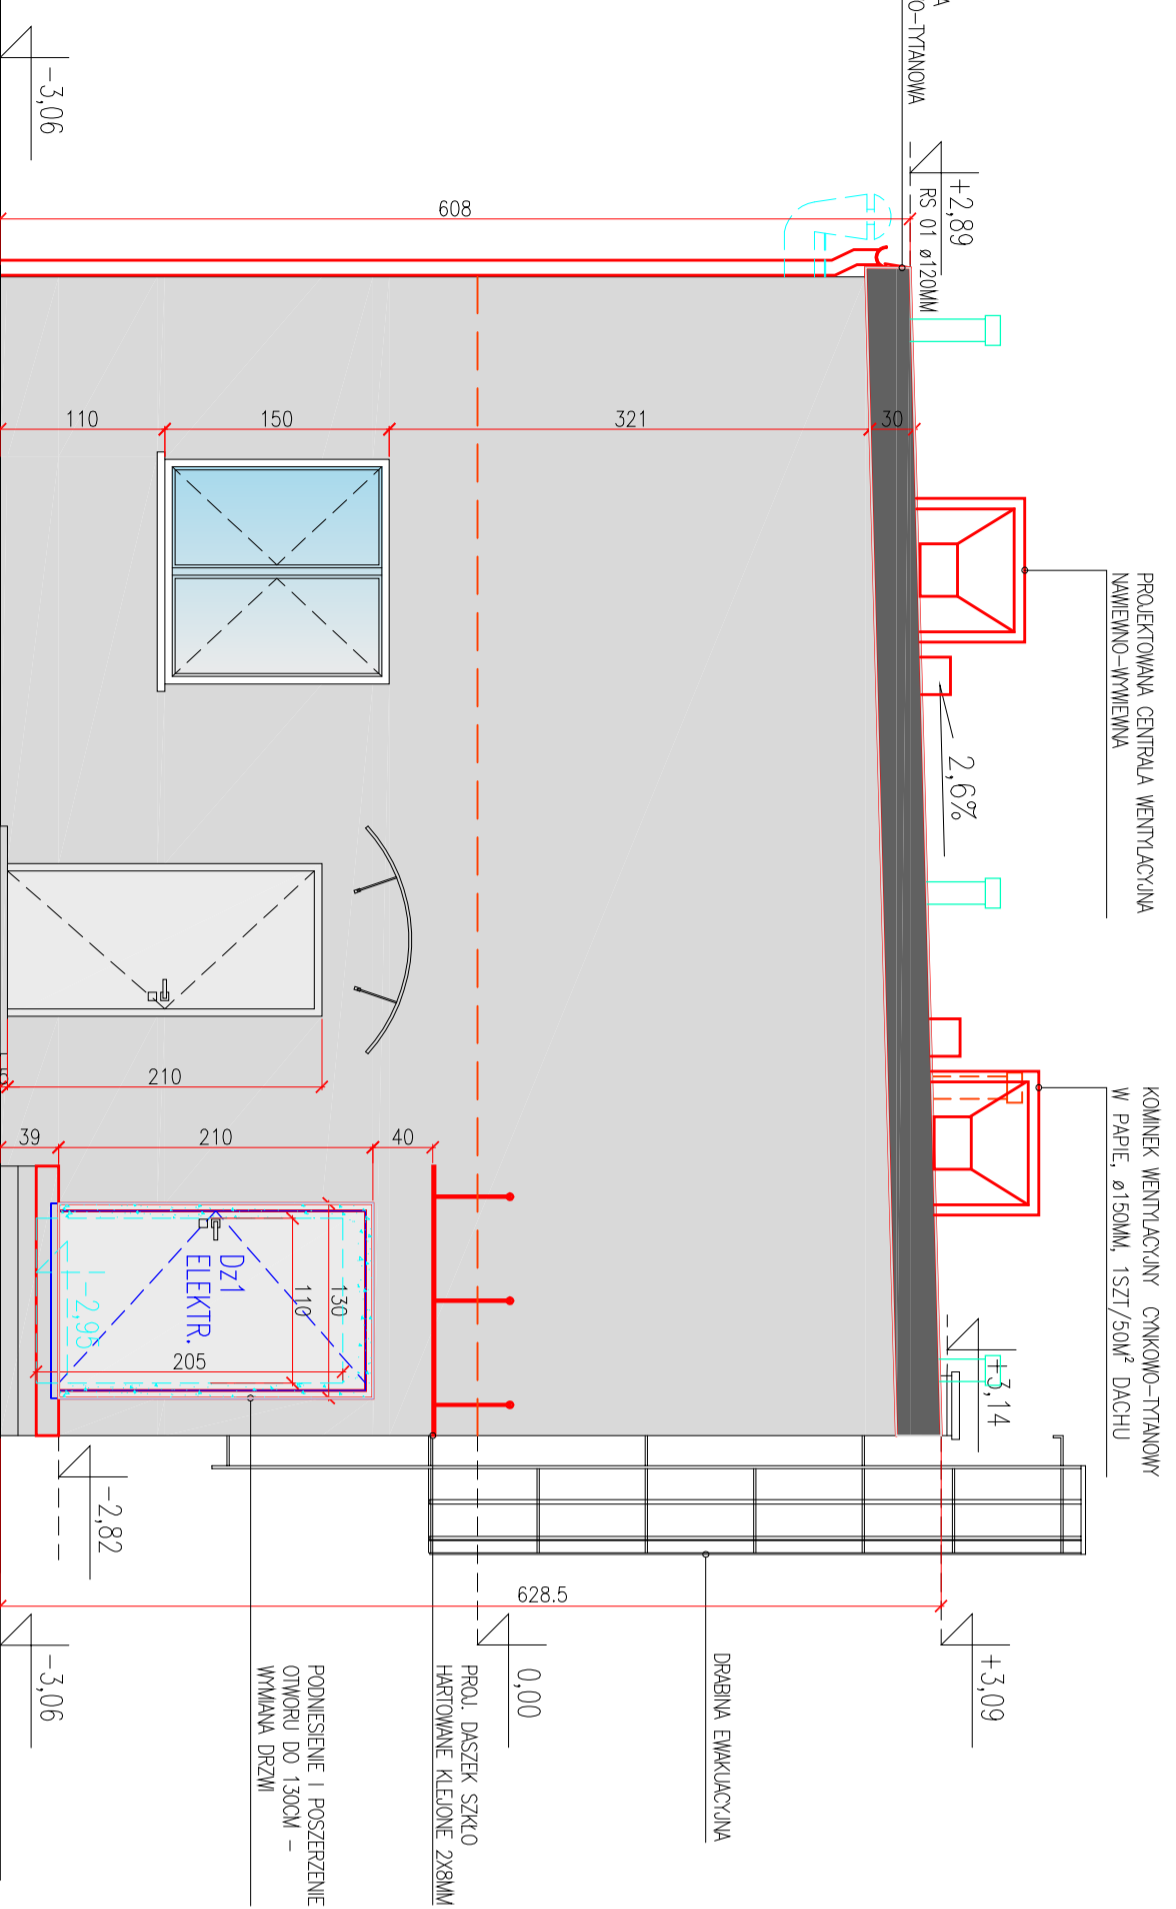 A
O-TYTANOWA
-3,06
+2,89
RS 01 ø120MM
608
110
150
321
30
PROJEKTOWANA CENTRALA WENTYLACYJNA
NAWIEWNO-WYWIEWNA
2,6%
KOMINEK WENTYLACYJNY CYNKOWO-TYTANOWY
W PAPIE, ø150MM, 1SZT/50M² DACHU
210
39
210
40
Dz1
ELEKTR.
110
130
205
-2,95
+3,14
-2,82
628.5
-3,06
0,00
+3,09
DRABINA EWAKUACYJNA
PROJ. DASZEK SZKŁO
HARTOWANE KLEJONE 2X8MM
PODNIESIENIE I POSZERZENIE
OTWORU DO 130CM -
WYMIANA DRZWI